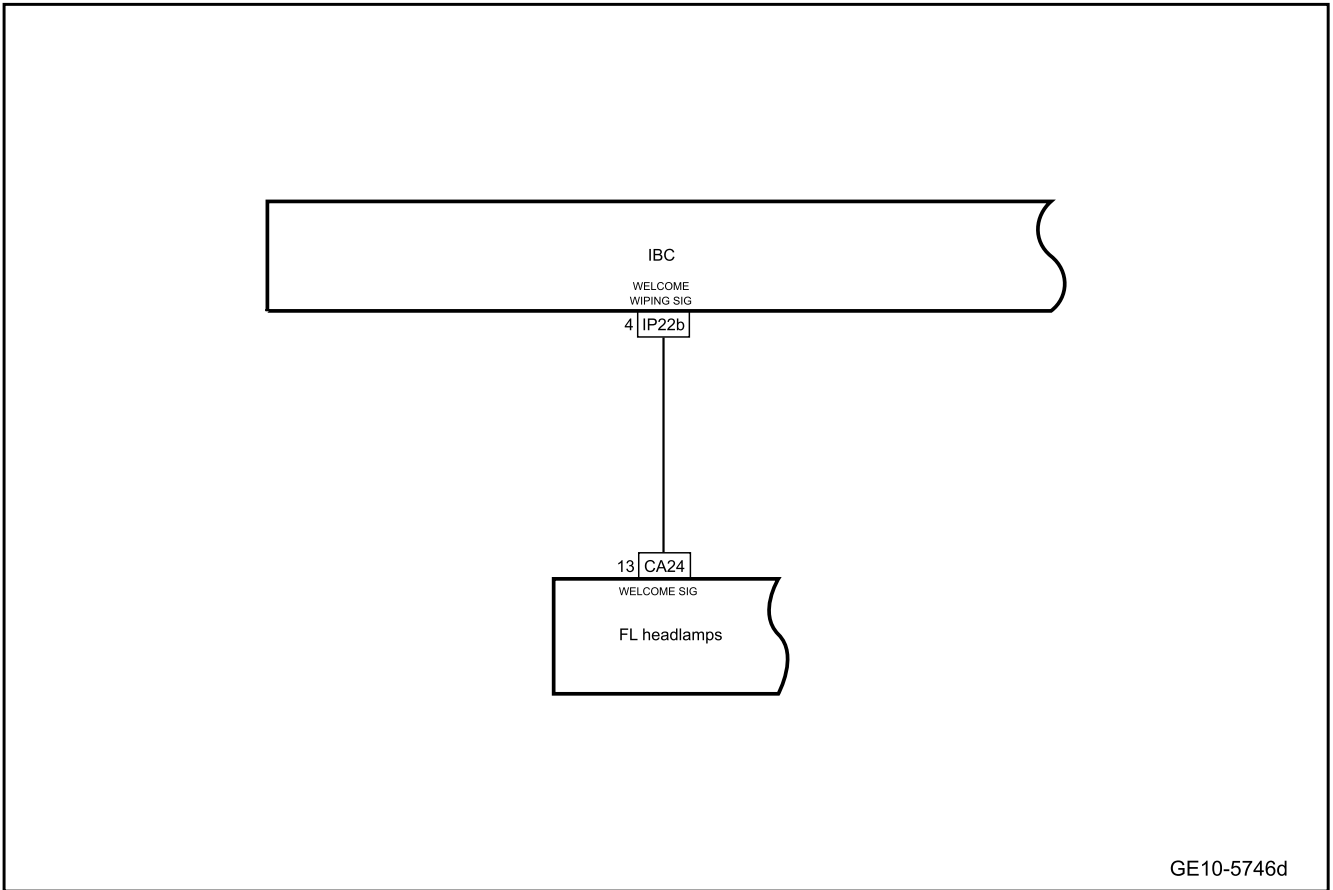 IBC
WELCOME
WIPING SIG
4 IP22b
13 CA24
WELCOME SIG
FL headlamps
GE10-5746d